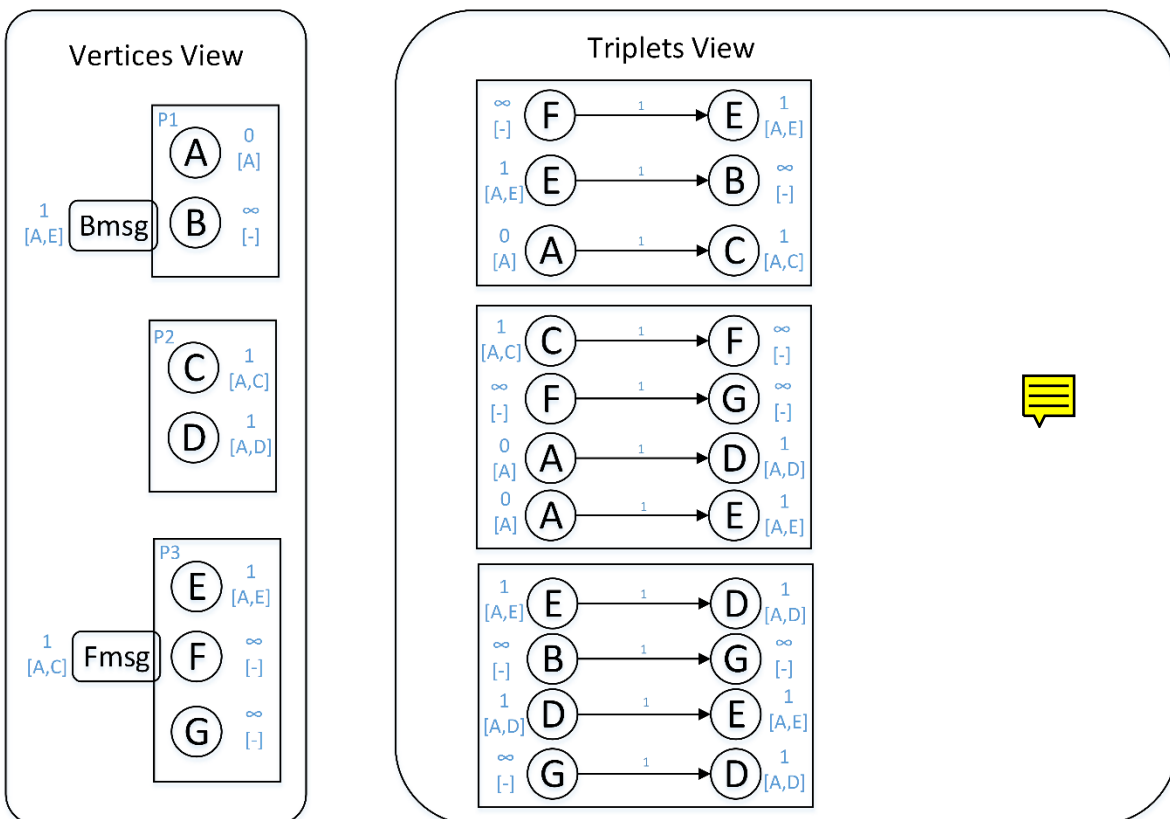 Vertices View
P1
A
0
[A]
1
[A,E]
Bmsg
B
∞
[-]
P2
C
1
[A,C]
D
1
[A,D]
P3
E
1
[A,E]
1
[A,C]
Fmsg
F
∞
[-]
G
∞
[-]
Triplets View
∞
[-]
F
1
E
1
[A,E]
1
[A,E]
E
1
B
∞
[-]
0
[A]
A
1
C
1
[A,C]
1
[A,C]
C
1
F
∞
[-]
∞
[-]
F
1
G
∞
[-]
0
[A]
A
1
D
1
[A,D]
0
[A]
A
1
E
1
[A,E]
1
[A,E]
E
1
D
1
[A,D]
∞
[-]
B
1
G
∞
[-]
1
[A,D]
D
1
E
1
[A,E]
∞
[-]
G
1
D
1
[A,D]